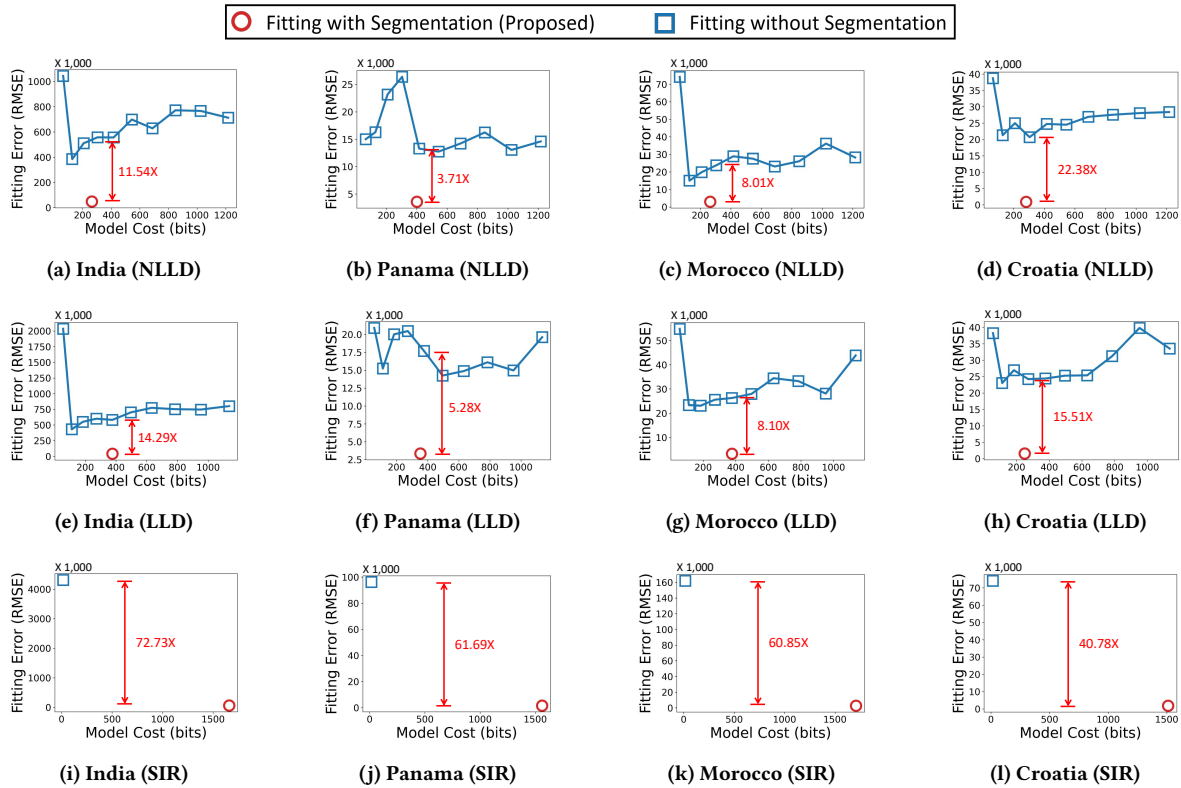 Fitting with Segmentation (Proposed) Fitting without Segmentation
X 1,000
Fitting Error (RMSE)
1000
800
600
400
200
0
11.54X
200 400 600 800 1000 1200
Model Cost (bits)
(a) India (NLLD)
X 1,000
Fitting Error (RMSE)
25
20
15
10
5
3.71X
0 200 400 600 800 1000 1200
Model Cost (bits)
(b) Panama (NLLD)
X 1,000
Fitting Error (RMSE)
70
60
50
40
30
20
10
0
8.01X
200 400 600 800 1000 1200
Model Cost (bits)
(c) Morocco (NLLD)
X 1,000
Fitting Error (RMSE)
40
35
30
25
20
15
10
5
0
22.38X
200 400 600 800 1000 1200
Model Cost (bits)
(d) Croatia (NLLD)
X 1,000
Fitting Error (RMSE)
2000
1750
1500
1250
1000
750
500
250
0
14.29X
200 400 600 800 1000
Model Cost (bits)
(e) India (LLD)
X 1,000
Fitting Error (RMSE)
20.0
17.5
15.0
12.5
10.0
7.5
5.0
2.5
5.28X
200 400 600 800 1000
Model Cost (bits)
(f) Panama (LLD)
X 1,000
Fitting Error (RMSE)
50
40
30
20
10
8.10X
200 400 600 800 1000
Model Cost (bits)
(g) Morocco (LLD)
X 1,000
Fitting Error (RMSE)
40
35
30
25
20
15
10
5
0
15.51X
200 400 600 800 1000
Model Cost (bits)
(h) Croatia (LLD)
X 1,000
Fitting Error (RMSE)
4000
3000
2000
1000
0
72.73X
0 500 1000 1500
Model Cost (bits)
(i) India (SIR)
X 1,000
Fitting Error (RMSE)
100
80
60
40
20
0
61.69X
0 250 500 750 1000 1250 1500
Model Cost (bits)
(j) Panama (SIR)
X 1,000
Fitting Error (RMSE)
160
140
120
100
80
60
40
20
0
60.85X
0 500 1000 1500
Model Cost (bits)
(k) Morocco (SIR)
X 1,000
Fitting Error (RMSE)
70
60
50
40
30
20
10
0
40.78X
0 500 1000 1500
Model Cost (bits)
(l) Croatia (SIR)